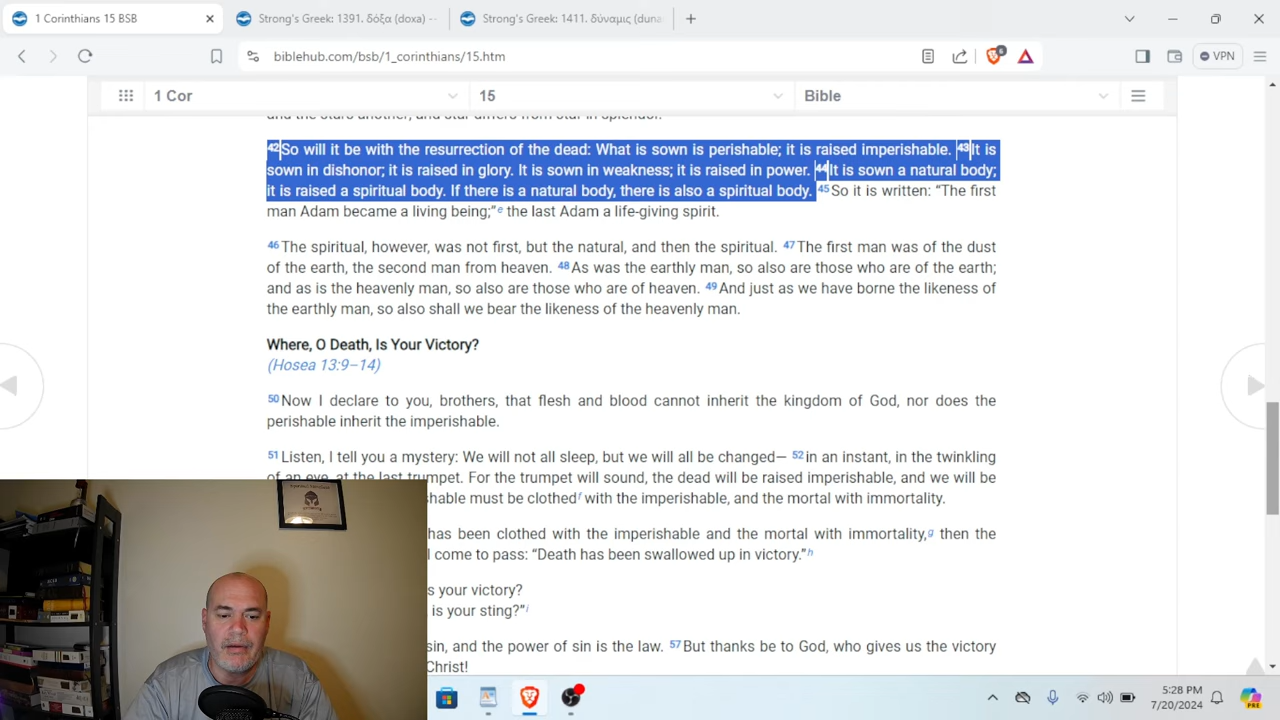 1 Corinthians 15 BSB
Strong's Greek: 1391. δόξα (doxa) --
Strong's Greek: 1411. δύναμις (duna
biblehub.com/bsb/1_corinthians/15.htm
6
VPN
1 Cor
15
Bible
and the stars another, and star differs from star in splendor.
42So will it be with the resurrection of the dead: What is sown is perishable; it is raised imperishable. 43It is
sown in dishonor; it is raised in glory. It is sown in weakness; it is raised in power. 44It is sown a natural body;
it is raised a spiritual body. If there is a natural body, there is also a spiritual body. 45So it is written: “The first
man Adam became a living being;”e the last Adam a life-giving spirit.
46The spiritual, however, was not first, but the natural, and then the spiritual. 47The first man was of the dust
of the earth, the second man from heaven. 48As was the earthly man, so also are those who are of the earth;
and as is the heavenly man, so also are those who are of heaven. 49And just as we have borne the likeness of
the earthly man, so also shall we bear the likeness of the heavenly man.
Where, O Death, Is Your Victory?
(Hosea 13:9–14)
50Now I declare to you, brothers, that flesh and blood cannot inherit the kingdom of God, nor does the
perishable inherit the imperishable.
51Listen, I tell you a mystery: We will not all sleep, but we will all be changed— 52in an instant, in the twinkling
of an eye, at the last trumpet. For the trumpet will sound, the dead will be raised imperishable, and we will be
must be clothedf with the imperishable, and the mortal with immortality.
has been clothed with the imperishable and the mortal with immortality,g then the
come to pass: “Death has been swallowed up in victory.”h
your victory?
is your sting?”i
sin, and the power of sin is the law. 57But thanks be to God, who gives us the victory
Christ!
5:28 PM
7/20/2024
PRE